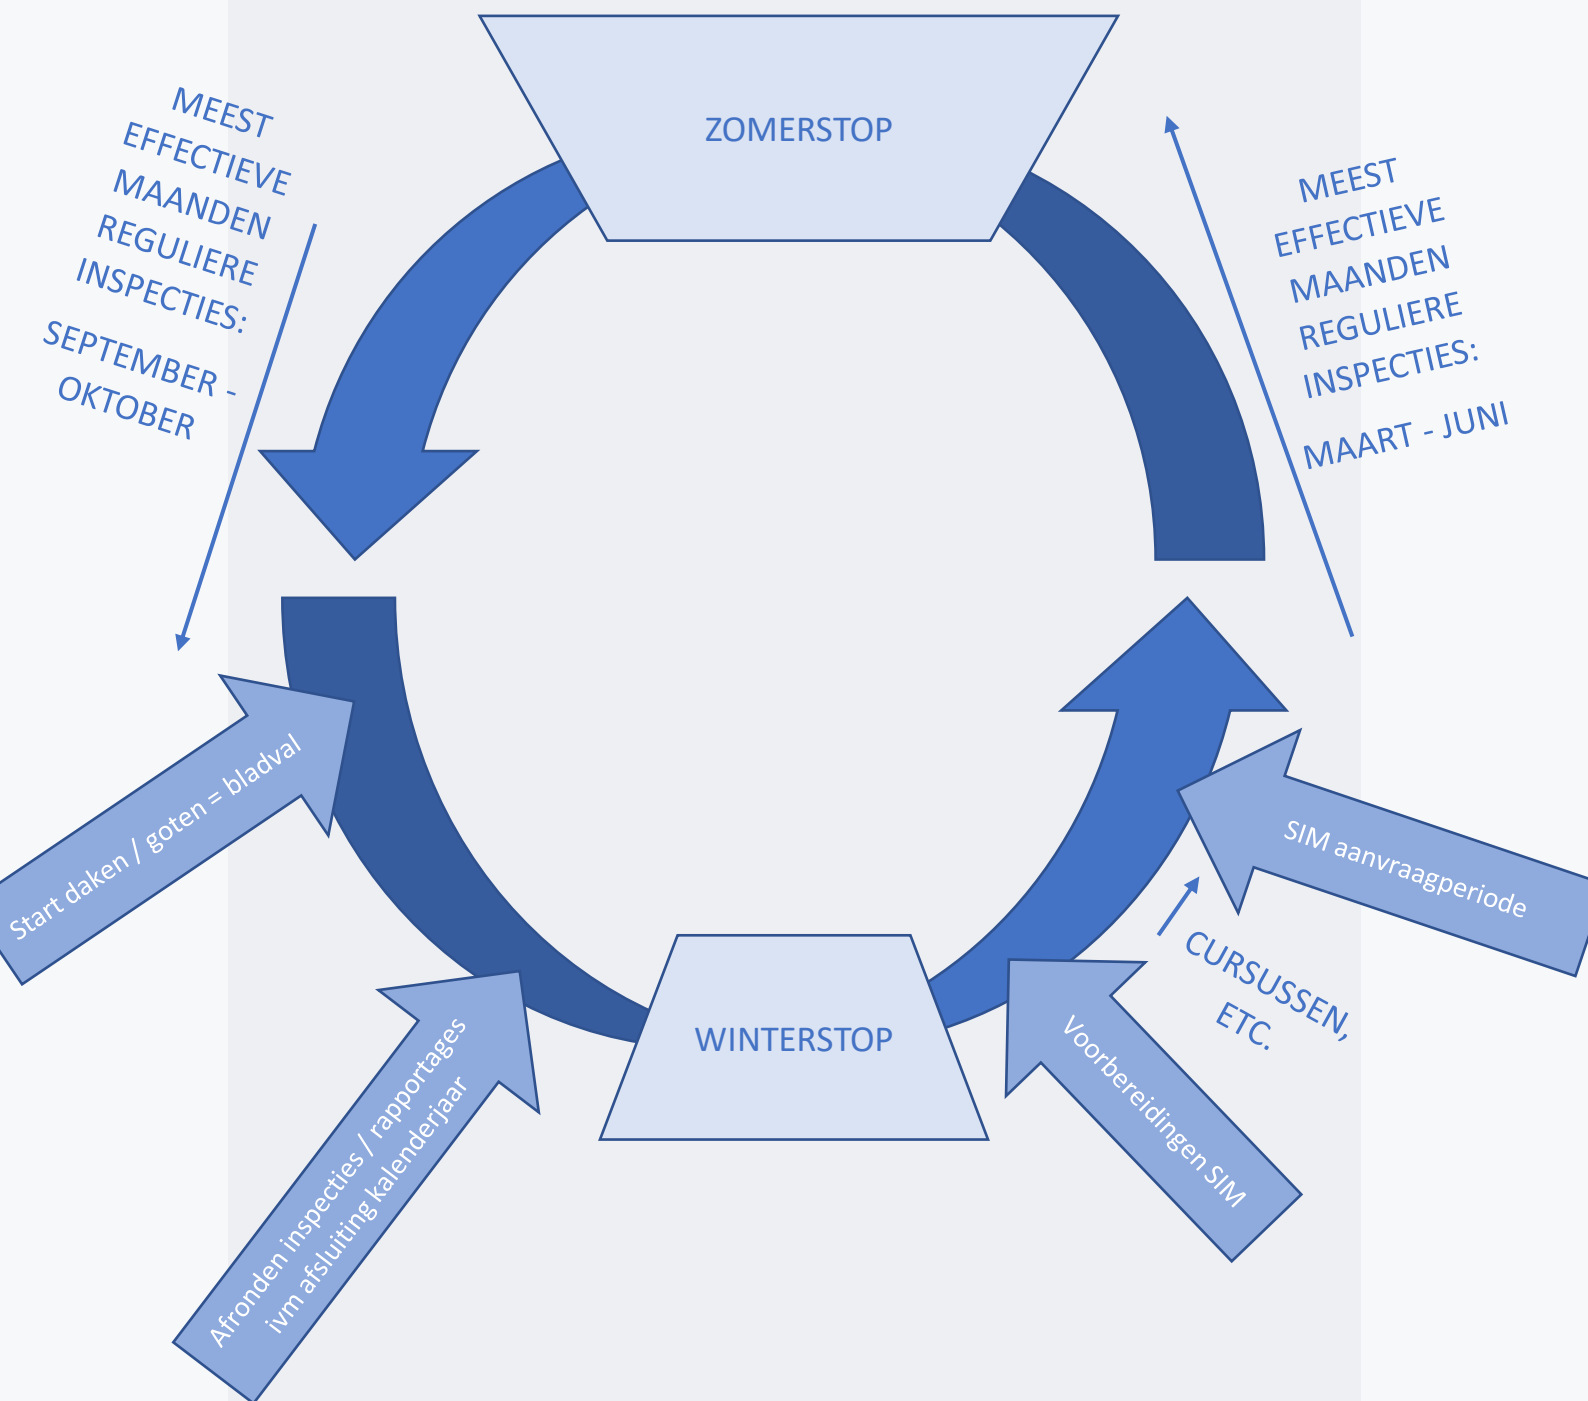 ZOMERSTOP
MEEST
EFFECTIEVE
MAANDEN
REGULIERE
INSPECTIES:
SEPTEMBER -
OKTOBER
MEEST
EFFECTIEVE
MAANDEN
REGULIERE
INSPECTIES:
MAART - JUNI
Start daken / goten = bladval
SIM aanvraagperiode
CURSUSSEN,
ETC.
WINTERSTOP
Voorbereidingen SIM
Afronden inspecties / rapportages
ivm afsluiting kalenderjaar